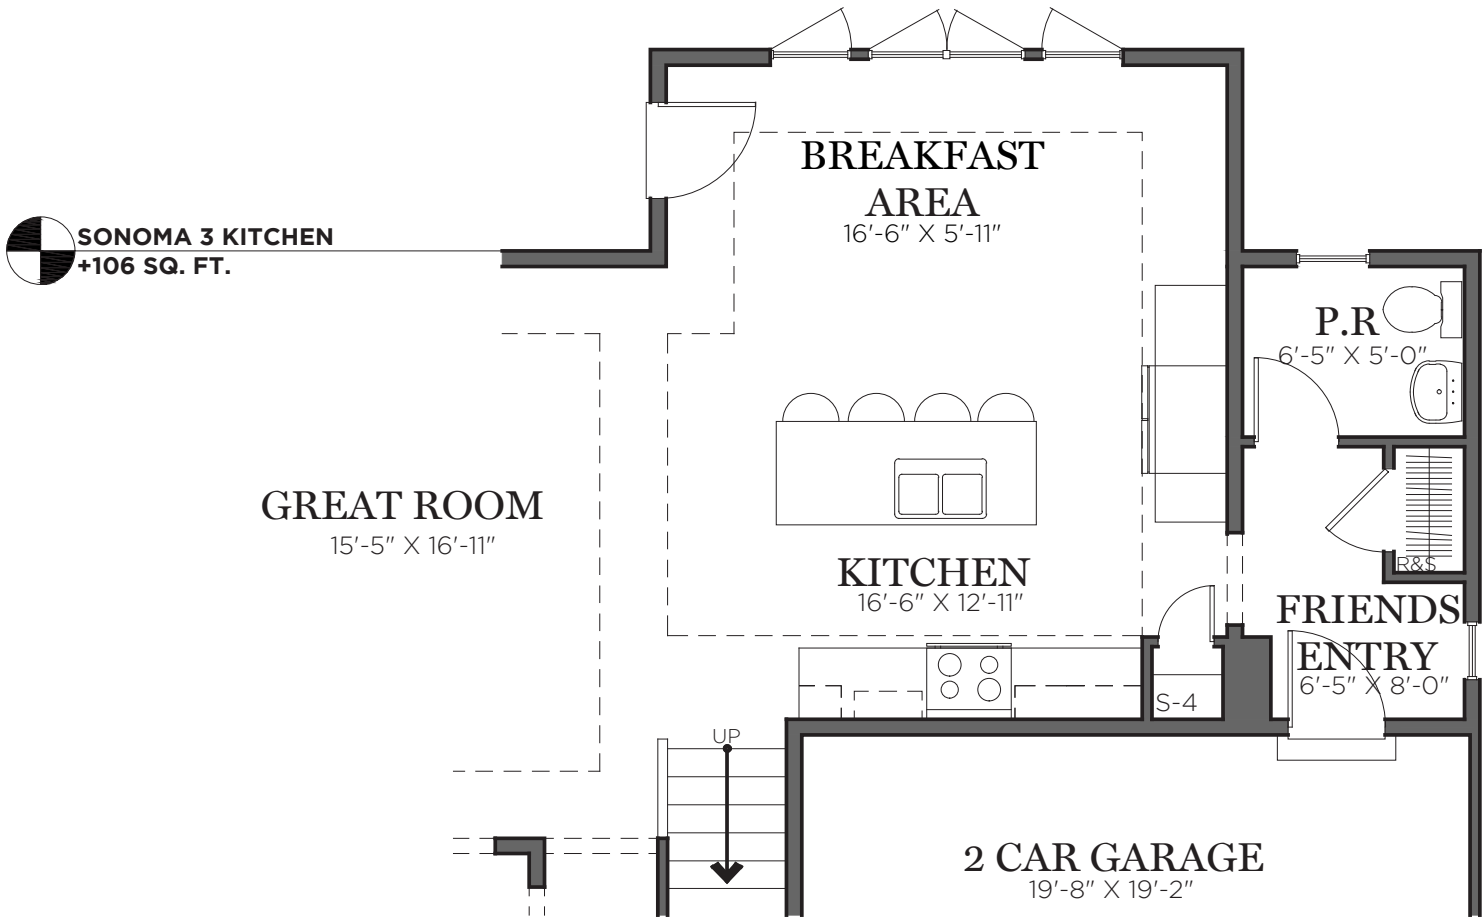 BREAKFAST
AREA
16'-6" X 5'-11"
SONOMA 3 KITCHEN
+106 SQ. FT.
P.R
6'-5" X 5'-0"
GREAT ROOM
15'-5" X 16'-11"
KITCHEN
16'-6" X 12'-11"
R&S
FRIENDS
ENTRY
6'-5" X 8'-0"
S-4
UP
2 CAR GARAGE
19'-8" X 19'-2"